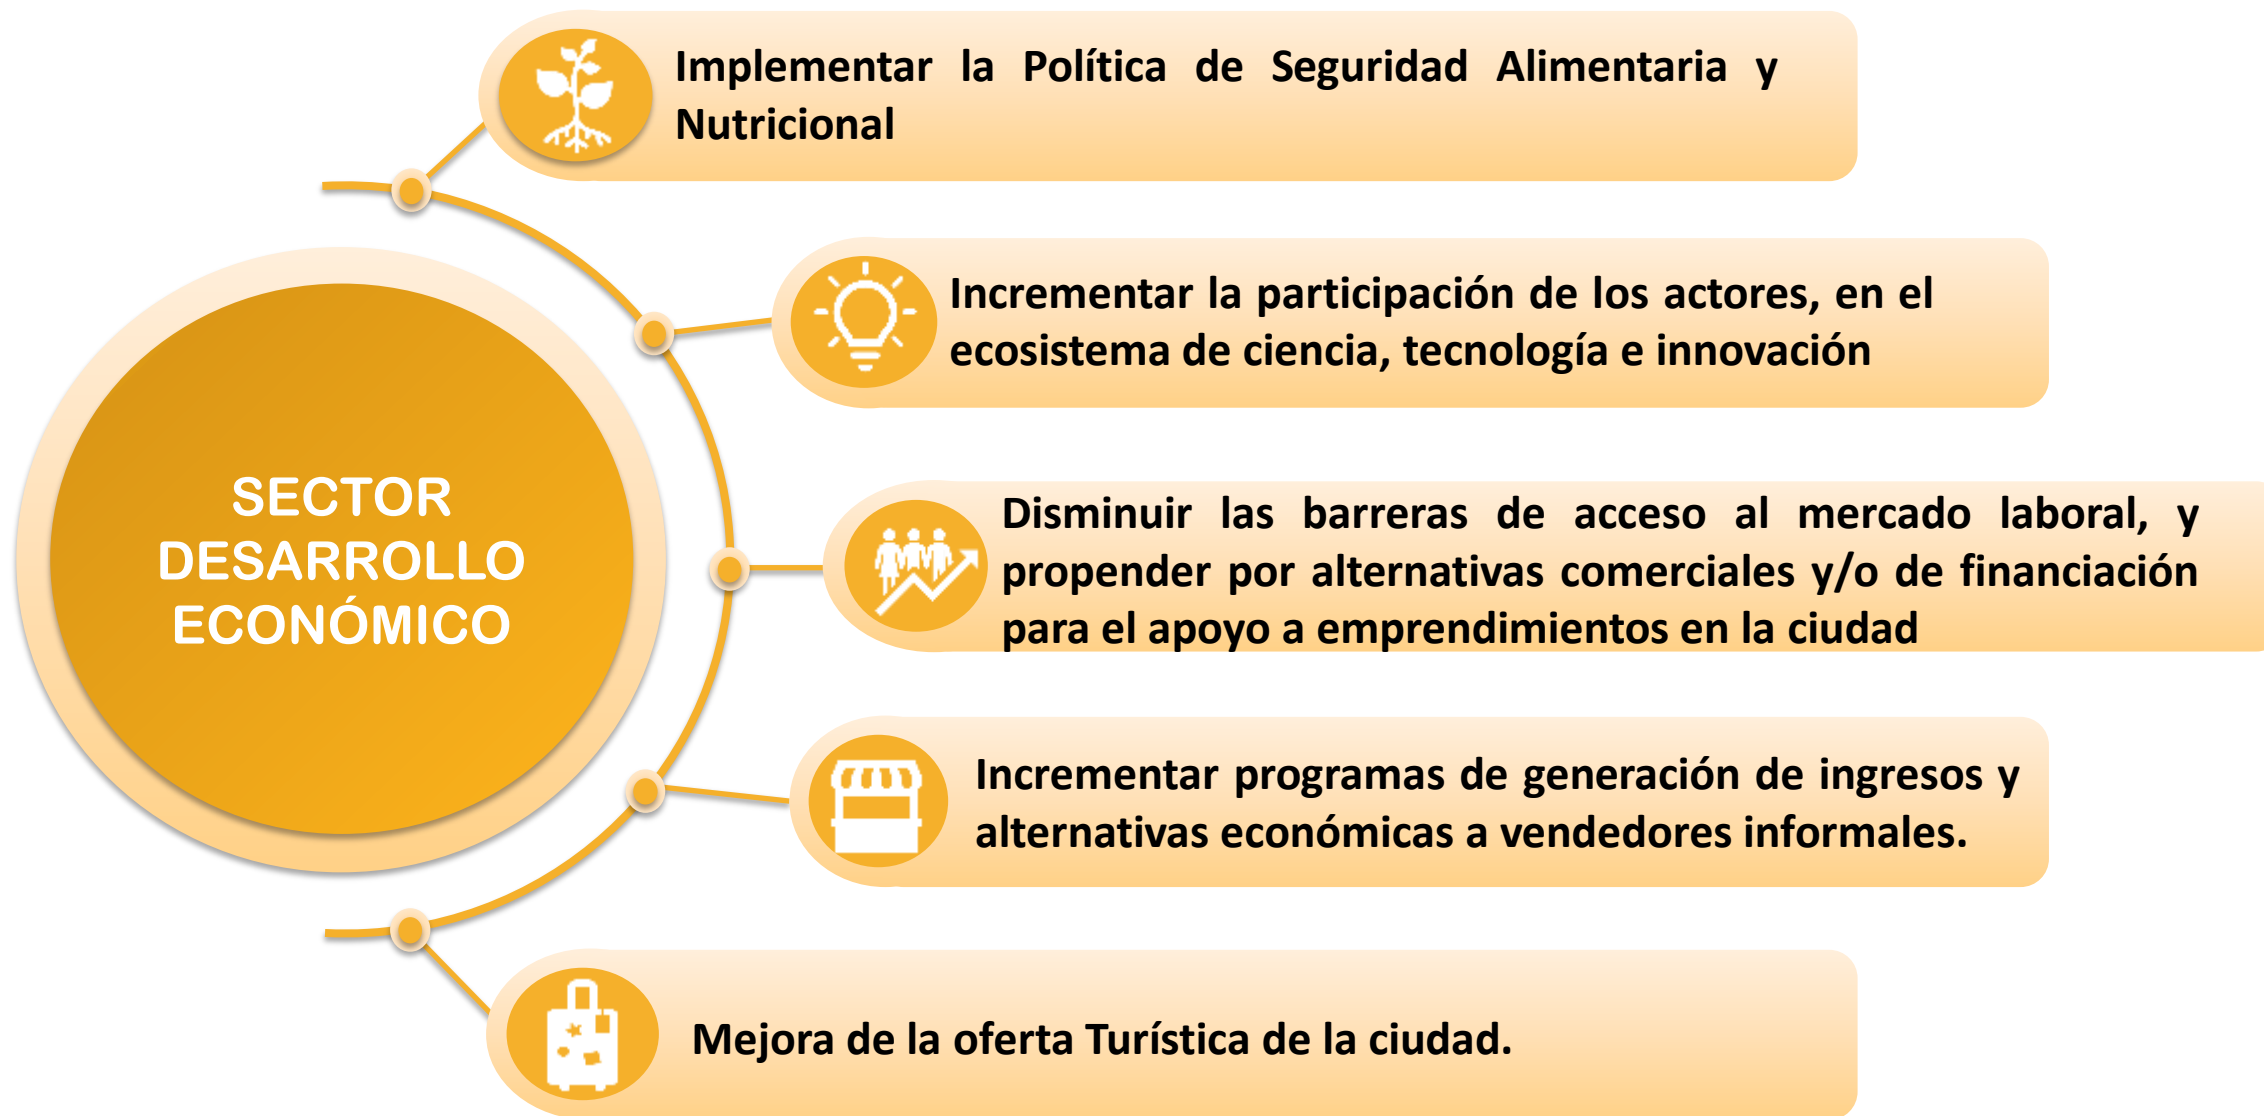 Implementar la Política de Seguridad Alimentaria y
Nutricional
Incrementar la participación de los actores, en el
ecosistema de ciencia, tecnología e innovación
SECTOR
DESARROLLO
ECONÓMICO
Disminuir las barreras de acceso al mercado laboral, y
propender por alternativas comerciales y/o de financiación
para el apoyo a emprendimientos en la ciudad
Incrementar programas de generación de ingresos y
alternativas económicas a vendedores informales.
Mejora de la oferta Turística de la ciudad.